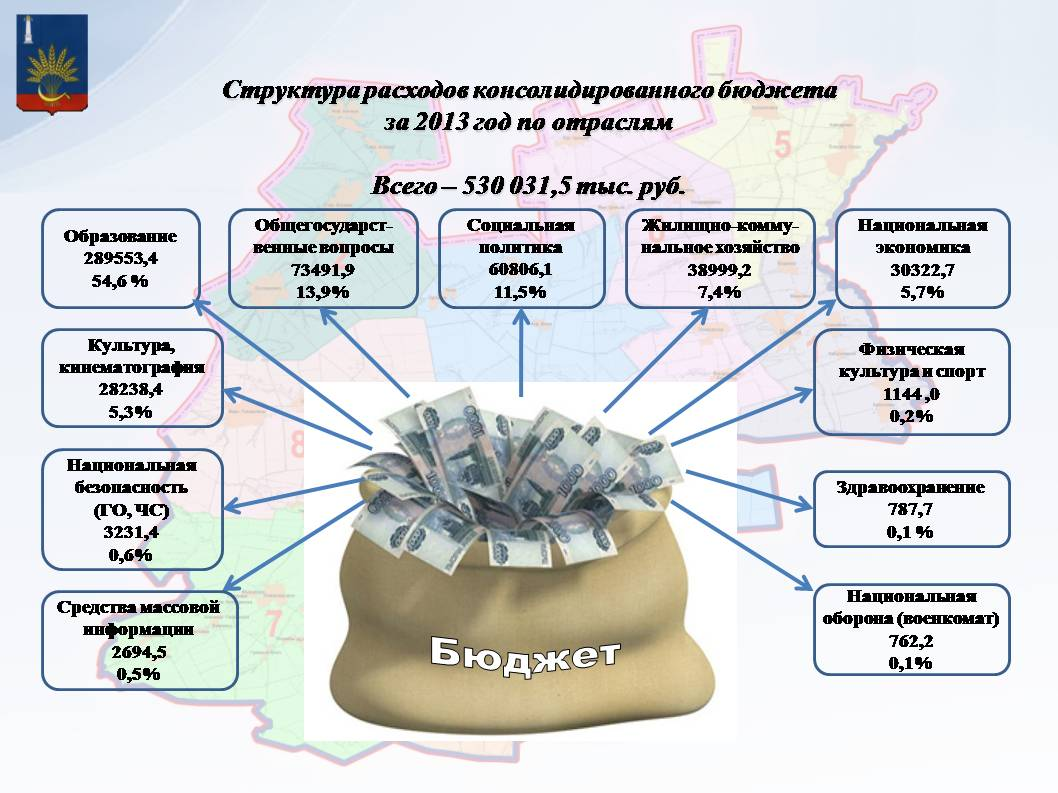 Структура расходов консолидированного бюджета
за 2013 год по отраслям
Всего – 530 031,5 тыс. руб.
Образование
289553,4
54,6 %
Общегосударст-
венные вопросы
73491,9
13,9%
Социальная
политика
60806,1
11,5%
Жилищно-комму-
нальное хозяйство
38999,2
7,4%
Национальная
экономика
30322,7
5,7%
Культура,
кинематография
28238,4
5,3%
Физическая
культура и спорт
1144 ,0
0,2%
Национальная
безопасность
(ГО, ЧС)
3231,4
0,6%
Здравоохранение
787,7
0,1 %
Средства массовой
информации
2694,5
0,5%
Национальная
оборона (военкомат)
762,2
0,1%
Бюджет
5
8
7
1000